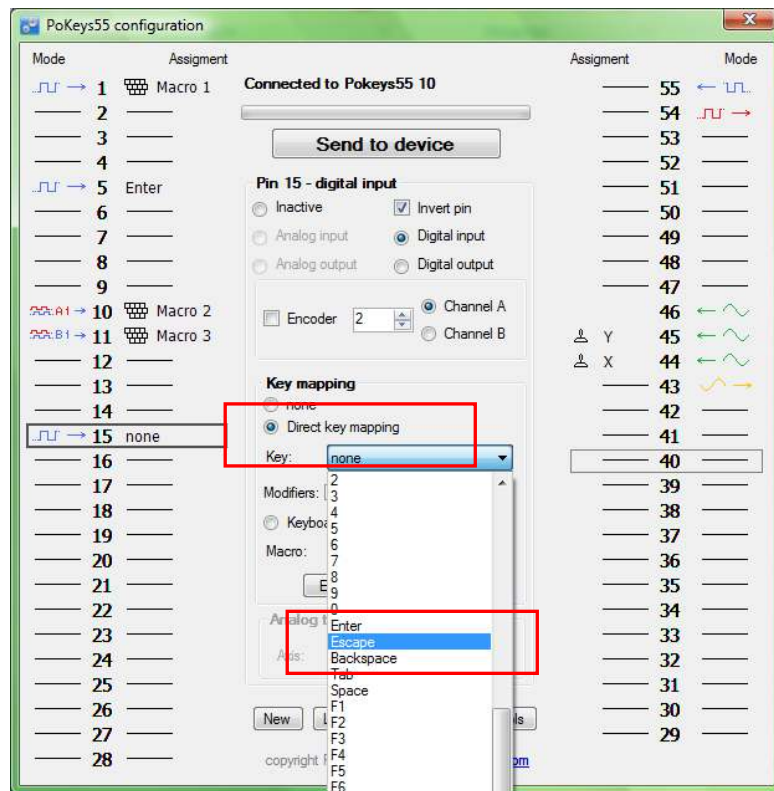 PoKeys55 configuration
Mode Assigment Assigment Mode
1 Macro 1
2
3
4
5 Enter
6
7
8
9
A1 10 Macro 2
B1 11 Macro 3
12
13
14
15 none
16
17
18
19
20
21
22
23
24
25
26
27
28
Connected to Pokeys55 10
Send to device
Pin 15 - digital input
Inactive Invert pin
Analog input Digital input
Analog output Digital output
Encoder 2 Channel A
Channel B
Key mapping
none
Direct key mapping
Key: none
Modifiers:
Macro:
Axis:
2
3
4
5
6
7
8
9
0
Enter
Escape
Backspace
Tab
Space
F1
F2
F3
F4
F5
F6
New
copyright
55
54
53
52
51
50
49
48
47
46
Y 45
X 44
43
42
41
40
39
38
37
36
35
34
33
32
31
30
29